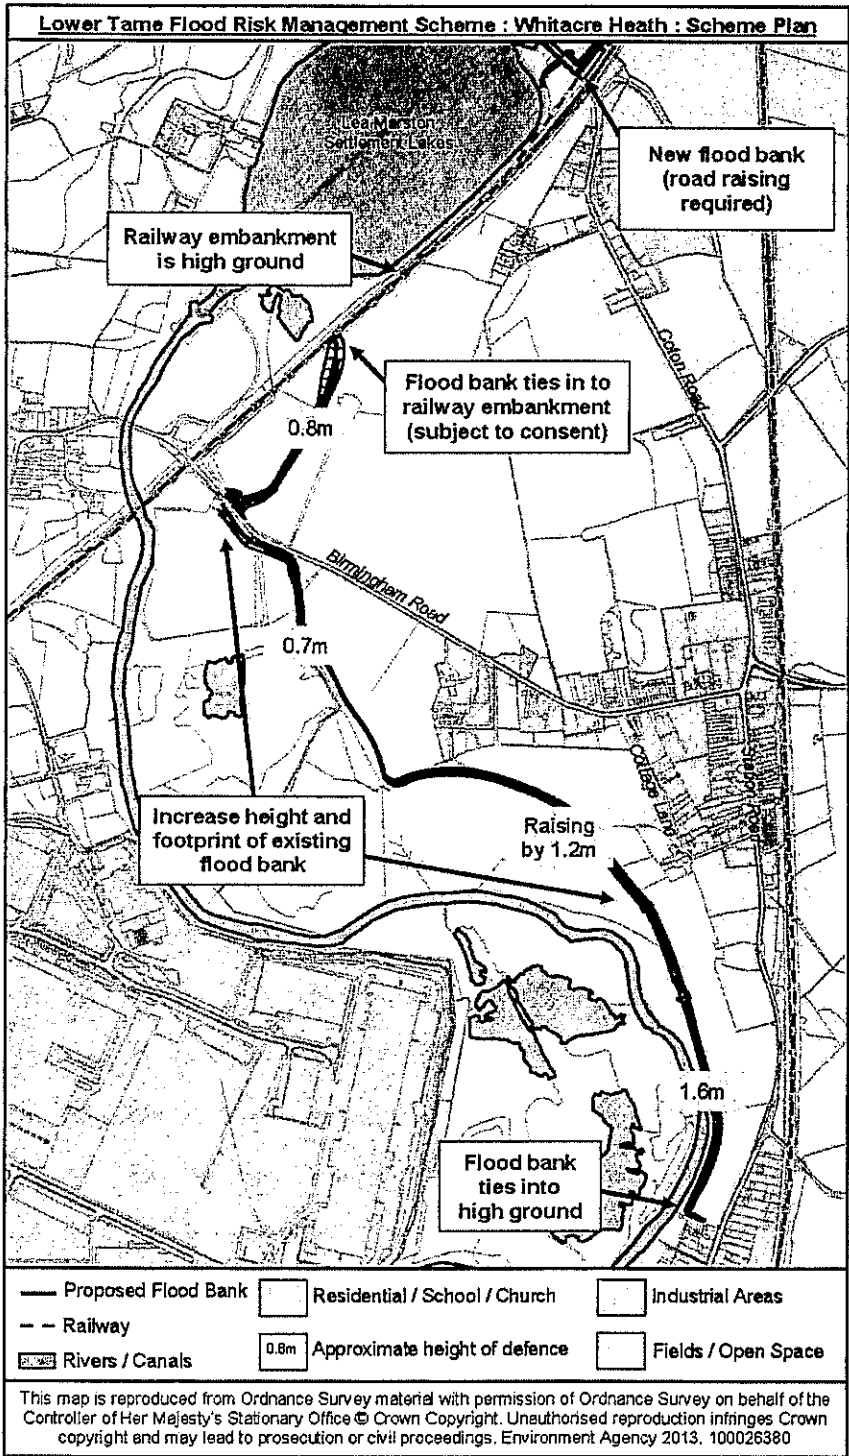 Lower Tame Flood Risk Management Scheme : Whitacre Heath : Scheme Plan
Lea Marston
Settlement Lakes
New flood bank
(road raising
required)
Railway embankment
is high ground
Coton Road
Flood bank ties in to
railway embankment
(subject to consent)
0.8m
Birmingham Road
0.7m
Cottage Lane
Station Road
Increase height and
footprint of existing
flood bank
Raising
by 1.2m
1.6m
Flood bank
ties into
high ground
Proposed Flood Bank
Residential / School / Church
Industrial Areas
Railway
Rivers / Canals
0.8m
Approximate height of defence
Fields / Open Space
This map is reproduced from Ordnance Survey material with permission of Ordnance Survey on behalf of the
Controller of Her Majesty's Stationary Office © Crown Copyright. Unauthorised reproduction infringes Crown
copyright and may lead to prosecution or civil proceedings. Environment Agency 2013. 100026380